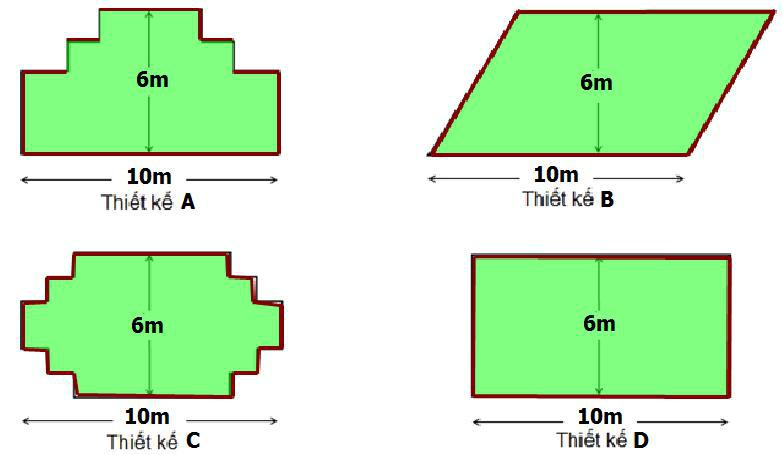 6m
10m
Thiết kế A
6m
10m
Thiết kế B
6m
10m
Thiết kế C
6m
10m
Thiết kế D